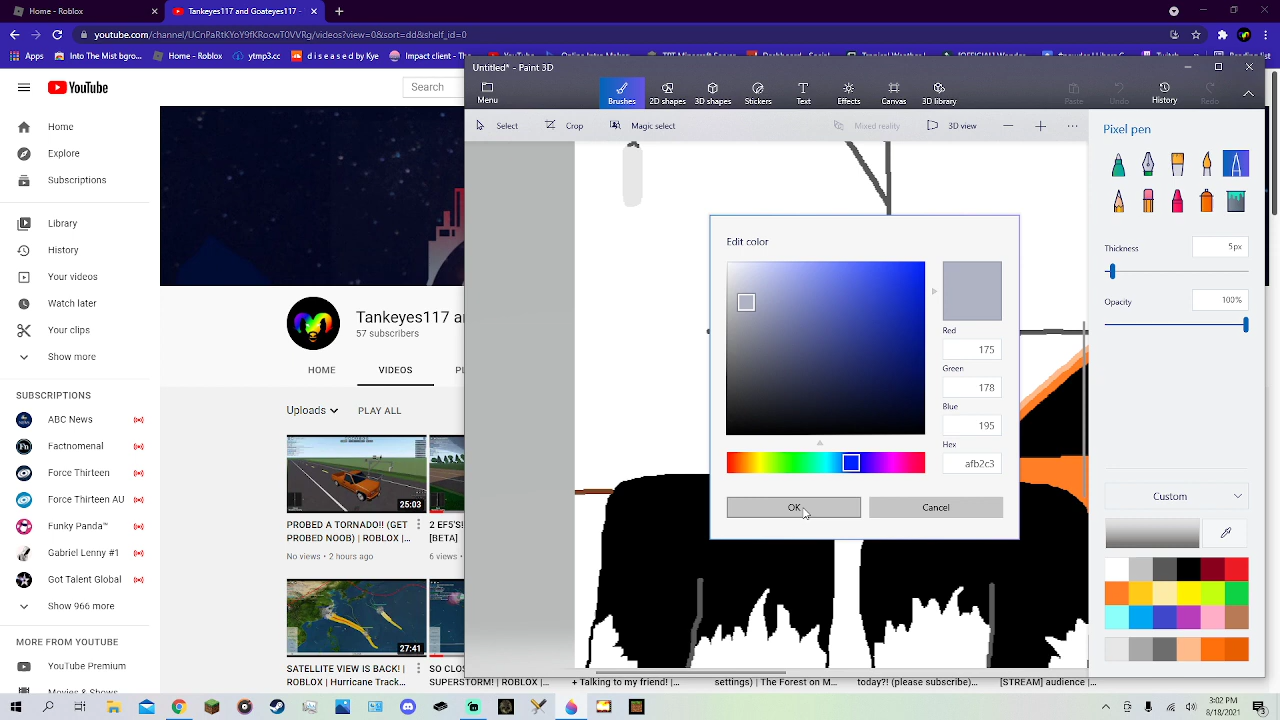 Home - Roblox
Tankeyes117 and Goateyes117 -
youtube.com/channel/UCnPaRtKYoY9fKRocwT0VVRg/videos?view=0&sort=dd&shelf_id=0
Apps
Into The Mist bgro...
Home - Roblox
ytmp3.cc
d i s e a s e d by Kye
Impact client |...
Untitled* - Paint 3D
YouTube
Search
Menu
Brushes
2D shapes
3D shapes
Stickers
Text
Effects
Canvas
3D library
Paste
Undo
History
Redo
Select
Crop
Magic select
Mixed reality
3D view
Pixel pen
Thickness
5px
Opacity
100%
Custom
Edit color
Red
175
Green
178
Blue
195
Hex
afb2c3
OK
Cancel
Home
Explore
Subscriptions
Library
History
Your videos
Watch later
Your clips
Show more
SUBSCRIPTIONS
ABC News
Factnomenal
Force Thirteen
Force Thirteen AU
Funky Panda™
Gabriel Lenny #1
Got Talent Global
Show 966 more
MORE FROM YOUTUBE
YouTube Premium
Tankeyes117 a
57 subscribers
HOME
VIDEOS
PL
Uploads
PLAY ALL
25:03
PROBED A TORNADO!! (GET
PROBED NOOB) | ROBLOX |...
No views • 2 hours ago
2 EF5'S!
[BETA]
6 views •
27:41
SATELLITE VIEW IS BACK! |
ROBLOX | Hurricane Track...
SO CLOS
SUPERSTORM! | ROBLOX |...
+ Talking to my friend! |...
settings) | The Forest on M...
today?! (please subscribe)...
[STREAM] audience |...
3:02 PM
8/18/2021